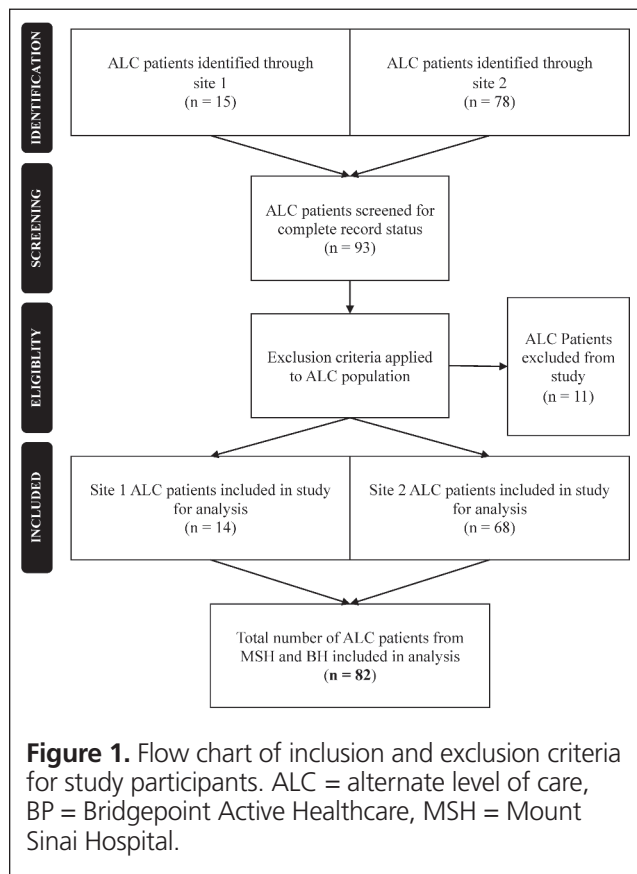 IDENTIFICATION
ALC patients identified through
site 1
(n = 15)
ALC patients identified through
site 2
(n = 78)
SCREENING
ALC patients screened for
complete record status
(n = 93)
ELIGIBLITY
Exclusion criteria applied
to ALC population
ALC Patients
excluded from
study
(n = 11)
INCLUDED
Site 1 ALC patients included in study
for analysis
(n = 14)
Site 2 ALC patients included in study
for analysis
(n = 68)
Total number of ALC patients from
MSH and BH included in analysis
(n = 82)
Figure 1. Flow chart of inclusion and exclusion criteria
for study participants. ALC = alternate level of care,
BP = Bridgepoint Active Healthcare, MSH = Mount
Sinai Hospital.